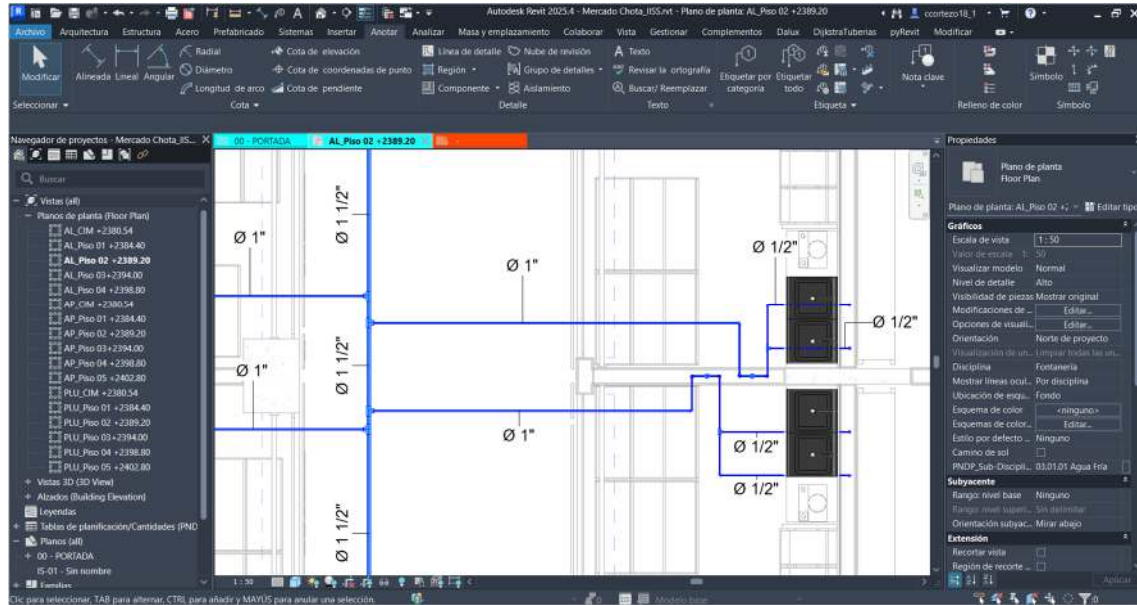 Autodesk Revit 2025.4 - Mercado Chota_IISS.rvt - Plano de planta: AL_Piso 02 +2389.20
ccortezo18_1
Archivo Arquitectura Estructura Acero Prefabricado Sistemas Insertar Anotar Analizar Masa y emplazamiento Colaborar Vista Gestionar Complementos Dalux DijkstraTuberias pyRevit Modificar
Modificar
Alineada Lineal Angular
Radial
Diámetro
Longitud de arco
Cota de elevación
Cota de coordenadas de punto
Cota de pendiente
Línea de detalle
Región
Componente
Nube de revisión
Grupo de detalles
Aislamiento
A Texto
Revisar la ortografía
Buscar/ Reemplazar
Etiquetar por categoría
Etiquetar todo
Nota clave
Símbolo
Seleccionar
Cota
Detalle
Texto
Etiqueta
Relleno de color
Símbolo
Navegador de proyectos - Mercado Chota_IIS...
Buscar
Vistas (all)
Planos de planta (Floor Plan)
AL_CIM +2380.54
AL_Piso 01 +2384.40
AL_Piso 02 +2389.20
AL_Piso 03+2394.00
AL_Piso 04 +2398.80
AP_CIM +2380.54
AP_Piso 01 +2384.40
AP_Piso 02 +2389.20
AP_Piso 03+2394.00
AP_Piso 04 +2398.80
AP_Piso 05 +2402.80
PLU_CIM +2380.54
PLU_Piso 01 +2384.40
PLU_Piso 02 +2389.20
PLU_Piso 03+2394.00
PLU_Piso 04 +2398.80
PLU_Piso 05 +2402.80
Vistas 3D (3D View)
Alzados (Building Elevation)
Leyendas
Tablas de planificación/Cantidades (PND
Planos (all)
00 - PORTADA
IS-01 - Sin nombre
Familias
00 - PORTADA
AL_Piso 02 +2389.20
Ø 1 1/2"
Ø 1"
Ø 1"
Ø 1/2"
Ø 1/2"
Ø 1 1/2"
Ø 1"
Ø 1"
Ø 1/2"
Ø 1/2"
Ø 1 1/2"
1 : 50
Propiedades
Plano de planta
Floor Plan
Plano de planta: AL_Piso 02 +2
Editar tipo
Gráficos
Escala de vista 1 : 50
Valor de escala 1: 50
Visualizar modelo Normal
Nivel de detalle Alto
Visibilidad de piezas Mostrar original
Modificaciones de ... Editar...
Opciones de visuali... Editar...
Orientación Norte de proyecto
Visualización de un... Limpiar todas las un...
Disciplina Fontanería
Mostrar líneas ocul... Por disciplina
Ubicación de esqu... Fondo
Esquema de color <ninguno>
Esquemas de color... Editar...
Estilo por defecto ... Ninguno
Camino de sol
PNDP_Sub-Discipli... 03.01.01 Agua Fría
Subyacente
Rango: nivel base Ninguno
Rango: nivel superi... Sin delimitar
Orientación subyac... Mirar abajo
Extensión
Recortar vista
Región de recorte ...
Aplicar
Clic para seleccionar, TAB para alternar, CTRL para añadir y MAYÚS para anular una selección.
:0
Modelo base
:0